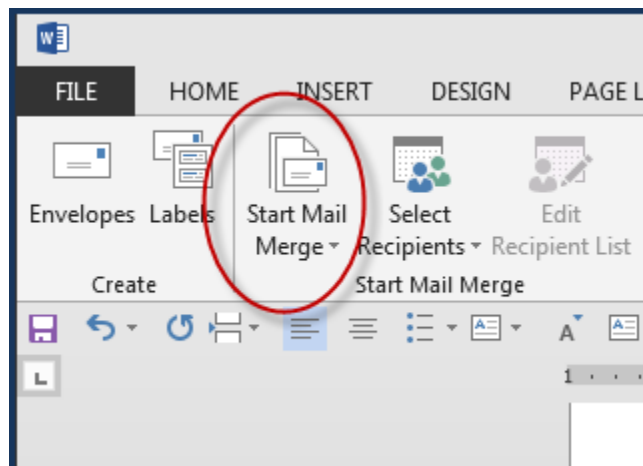 FILE HOME INSERT DESIGN PAGE L
Envelopes Labels Start Mail Merge Select Recipients Edit Recipient List
Create Start Mail Merge
L
1